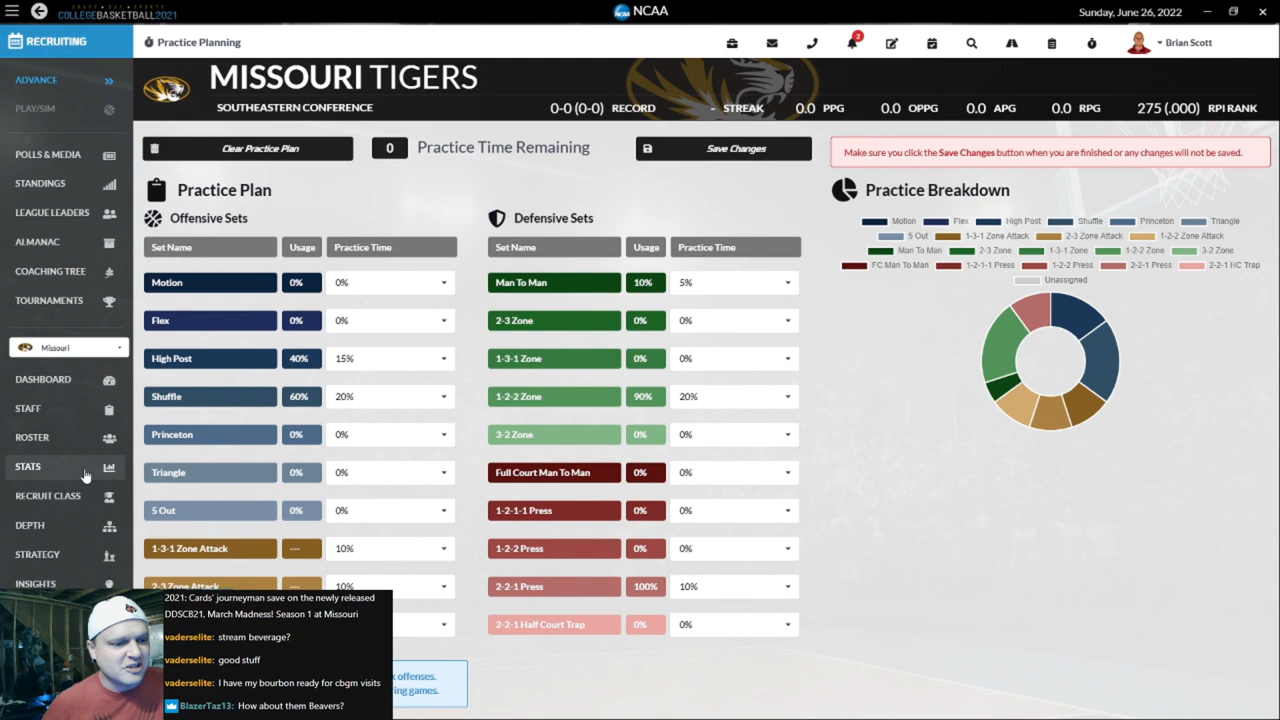 DRAFT • DAY • SPORTS
COLLEGEBASKETBALL2021
NCAA
Sunday, June 26, 2022
RECRUITING
Practice Planning
2
Brian Scott
ADVANCE
PLAY/SIM
POLLS & MEDIA
STANDINGS
LEAGUE LEADERS
ALMANAC
COACHING TREE
TOURNAMENTS
Missouri
DASHBOARD
STAFF
ROSTER
STATS
RECRUIT CLASS
DEPTH
STRATEGY
INSIGHTS
MISSOURI TIGERS
SOUTHEASTERN CONFERENCE
0-0 (0-0) RECORD - STREAK 0.0 PPG 0.0 OPPG 0.0 APG 0.0 RPG 275 (.000) RPI RANK
Clear Practice Plan
0 Practice Time Remaining
Save Changes
Make sure you click the Save Changes button when you are finished or any changes will not be saved.
Practice Plan
Offensive Sets
Set Name Usage Practice Time
Motion 0% 0%
Flex 0% 0%
High Post 40% 15%
Shuffle 60% 20%
Princeton 0% 0%
Triangle 0% 0%
5 Out 0% 0%
1-3-1 Zone Attack --- 10%
2-3 Zone Attack --- 10%
Defensive Sets
Set Name Usage Practice Time
Man To Man 10% 5%
2-3 Zone 0% 0%
1-3-1 Zone 0% 0%
1-2-2 Zone 90% 20%
3-2 Zone 0% 0%
Full Court Man To Man 0% 0%
1-2-1-1 Press 0% 0%
1-2-2 Press 0% 0%
2-2-1 Press 100% 10%
2-2-1 Half Court Trap 0% 0%
Practice Breakdown
Motion Flex High Post Shuffle Princeton Triangle
5 Out 1-3-1 Zone Attack 2-3 Zone Attack 1-2-2 Zone Attack
Man To Man 2-3 Zone 1-3-1 Zone 1-2-2 Zone 3-2 Zone
FC Man To Man 1-2-1-1 Press 1-2-2 Press 2-2-1 Press 2-2-1 HC Trap
Unassigned
offenses.
ing games.
2021: Cards' journeyman save on the newly released
DDSCB21, March Madness! Season 1 at Missouri
vaderselite: stream beverage?
vaderselite: good stuff
vaderselite: I have my bourbon ready for cbgm visits
BlazerTaz13: How about them Beavers?